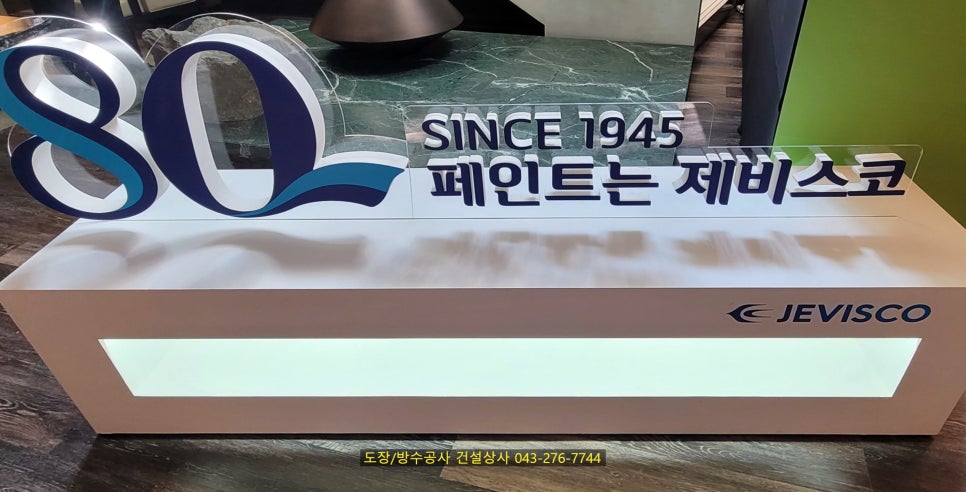 80
SINCE 1945
페인트는 제비스코
JEVISCO
도장/방수공사 건설상사 043-276-7744